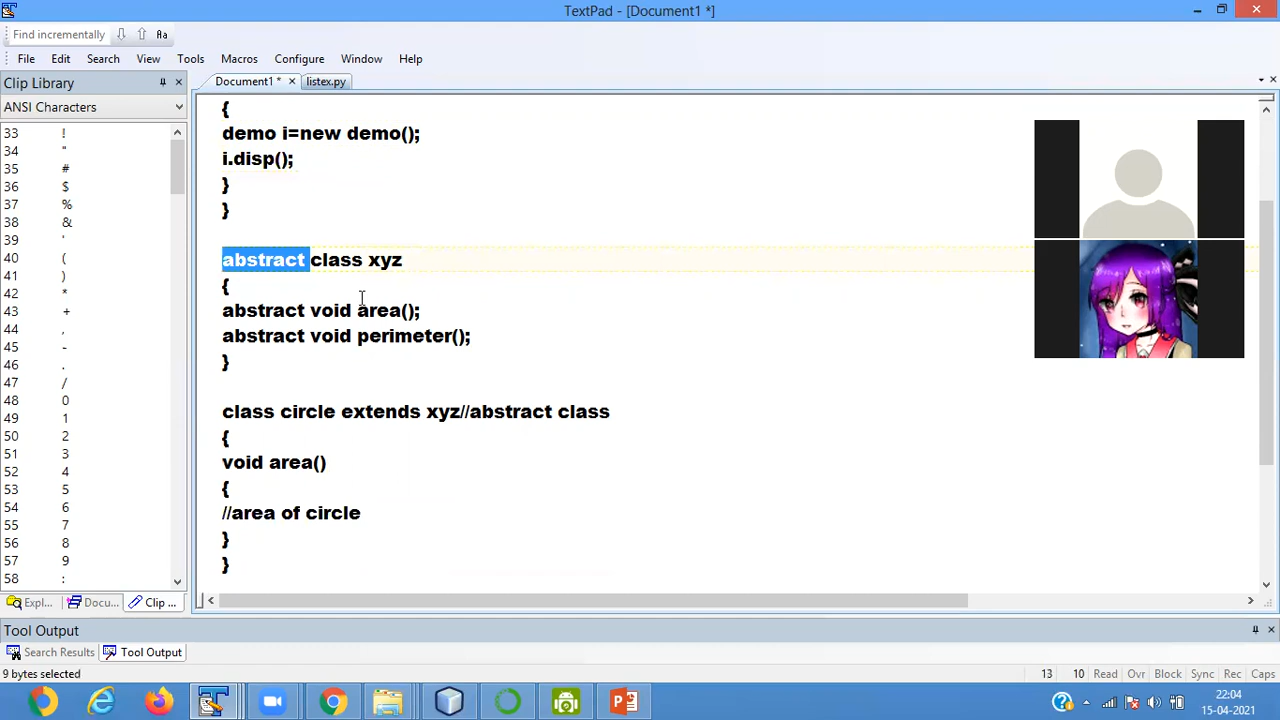 TextPad - [Document1 *]
Find incrementally
Aa
File Edit Search View Tools Macros Configure Window Help
Clip Library
Document1 * listex.py
ANSI Characters
33 !
34 "
35 #
36 $
37 %
38 &
39 '
40 (
41 )
42 *
43 +
44 ,
45 -
46 .
47 /
48 0
49 1
50 2
51 3
52 4
53 5
54 6
55 7
56 8
57 9
58 :
{
demo i=new demo();
i.disp();
}
}
abstract class xyz
{
abstract void area();
abstract void perimeter();
}
class circle extends xyz//abstract class
{
void area()
{
//area of circle
}
}
Expl... Docu... Clip ...
Tool Output
Search Results Tool Output
9 bytes selected
13 10 Read Ovr Block Sync Rec Caps
22:04
15-04-2021